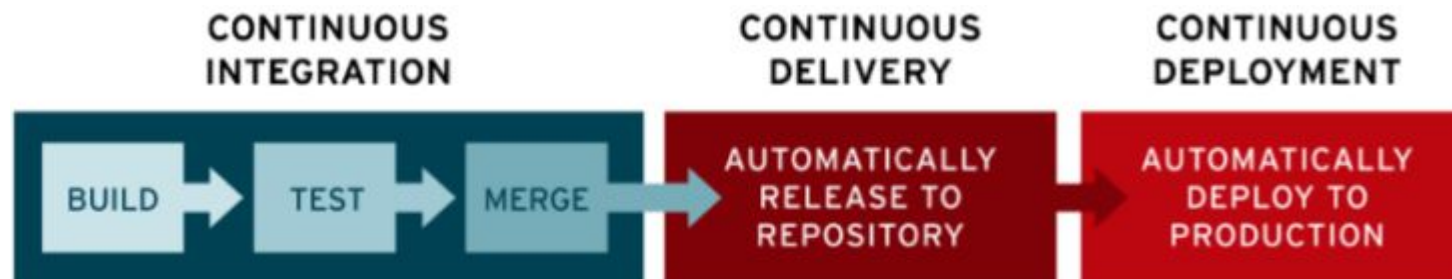 CONTINUOUS
INTEGRATION
BUILD
TEST
MERGE
CONTINUOUS
DELIVERY
AUTOMATICALLY
RELEASE TO
REPOSITORY
CONTINUOUS
DEPLOYMENT
AUTOMATICALLY
DEPLOY TO
PRODUCTION